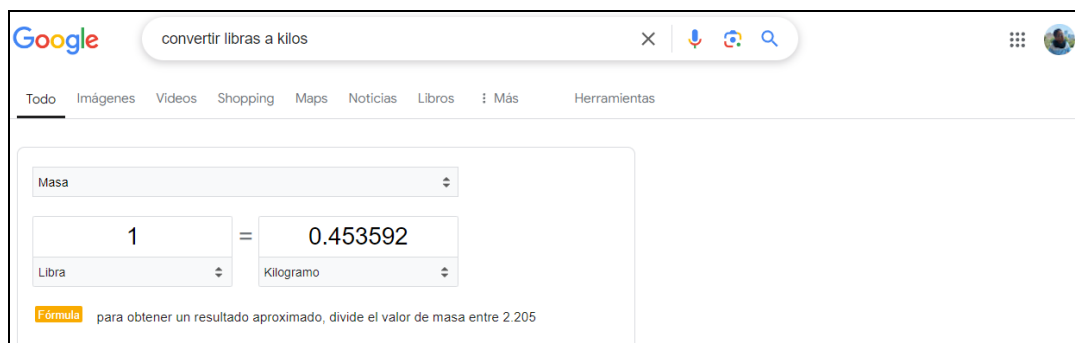 Google
convertir libras a kilos
Todo Imágenes Videos Shopping Maps Noticias Libros Más Herramientas
Masa
1 = 0.453592
Libra Kilogramo
Fórmula para obtener un resultado aproximado, divide el valor de masa entre 2.205